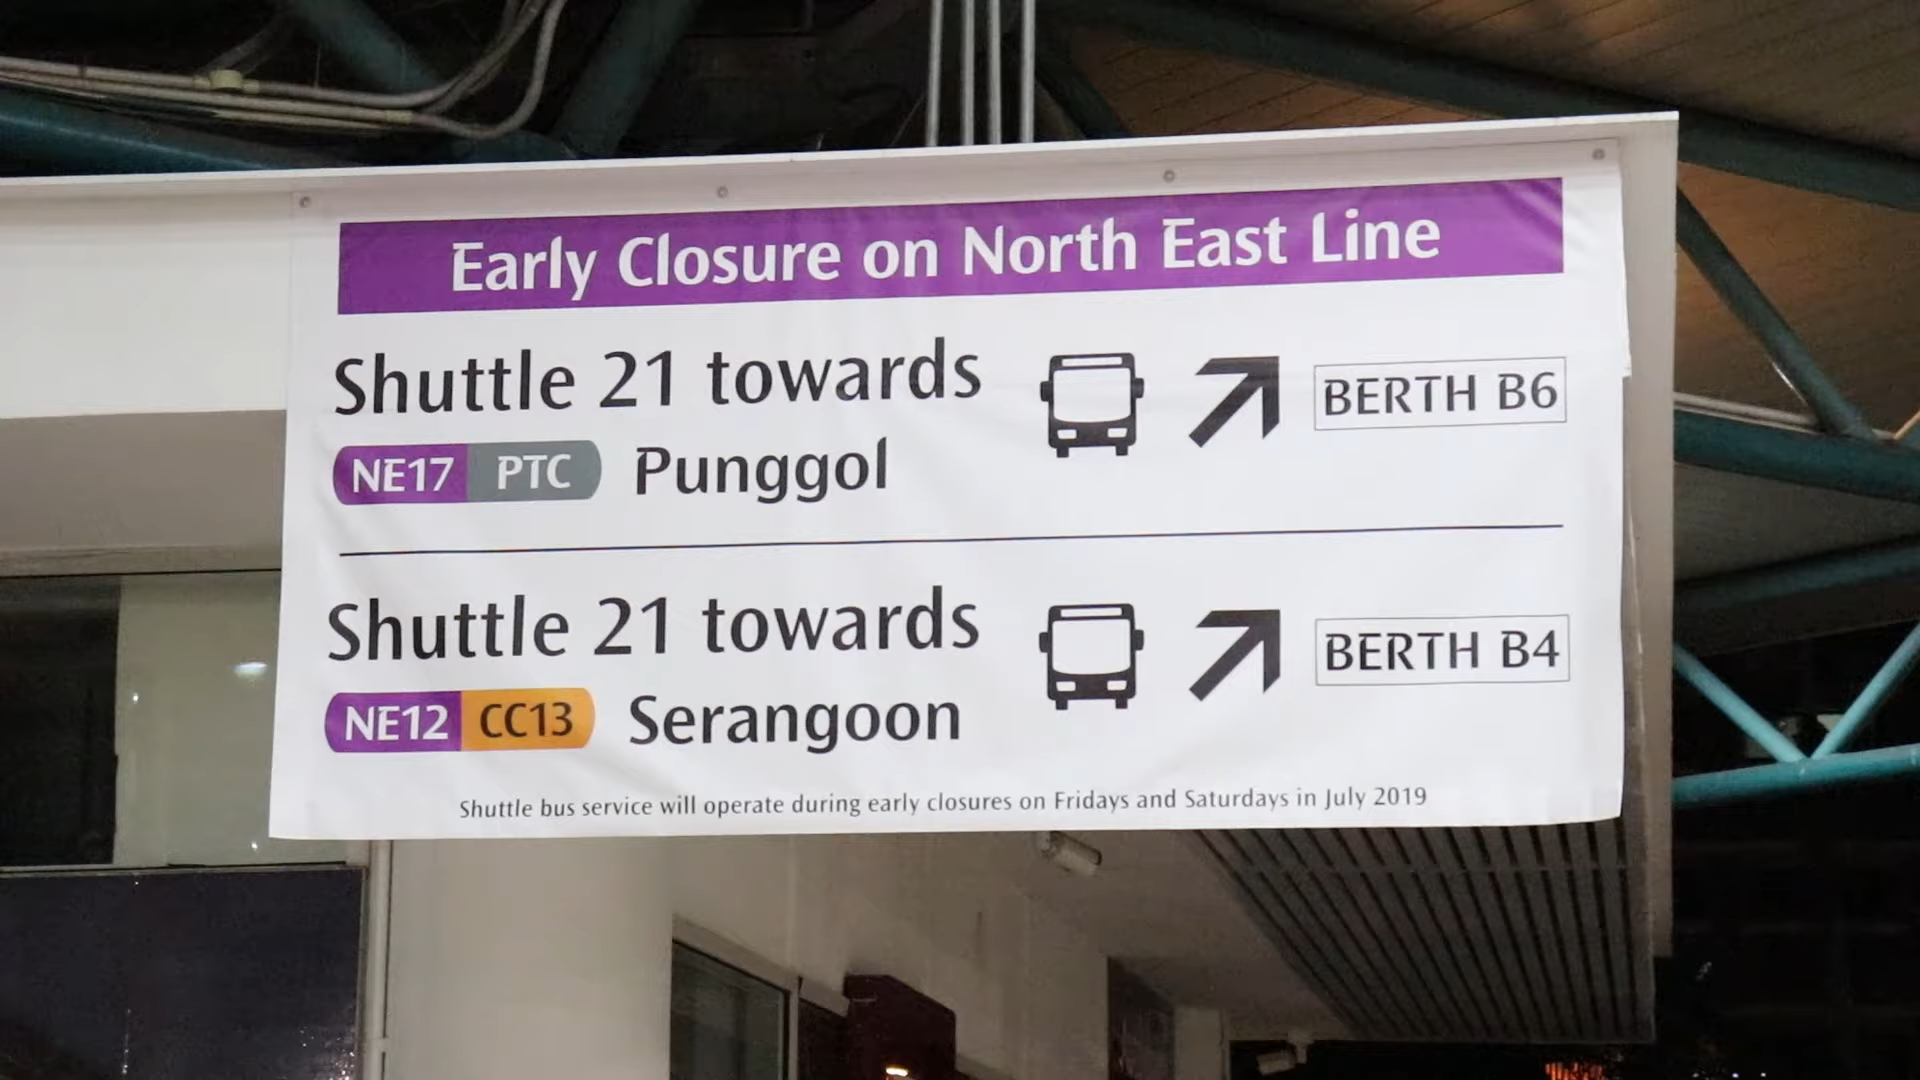 Early Closure on North East Line
Shuttle 21 towards
BERTH B6
NE17 PTC Punggol
Shuttle 21 towards
BERTH B4
NE12 CC13 Serangoon
Shuttle bus service will operate during early closures on Fridays and Saturdays in July 2019